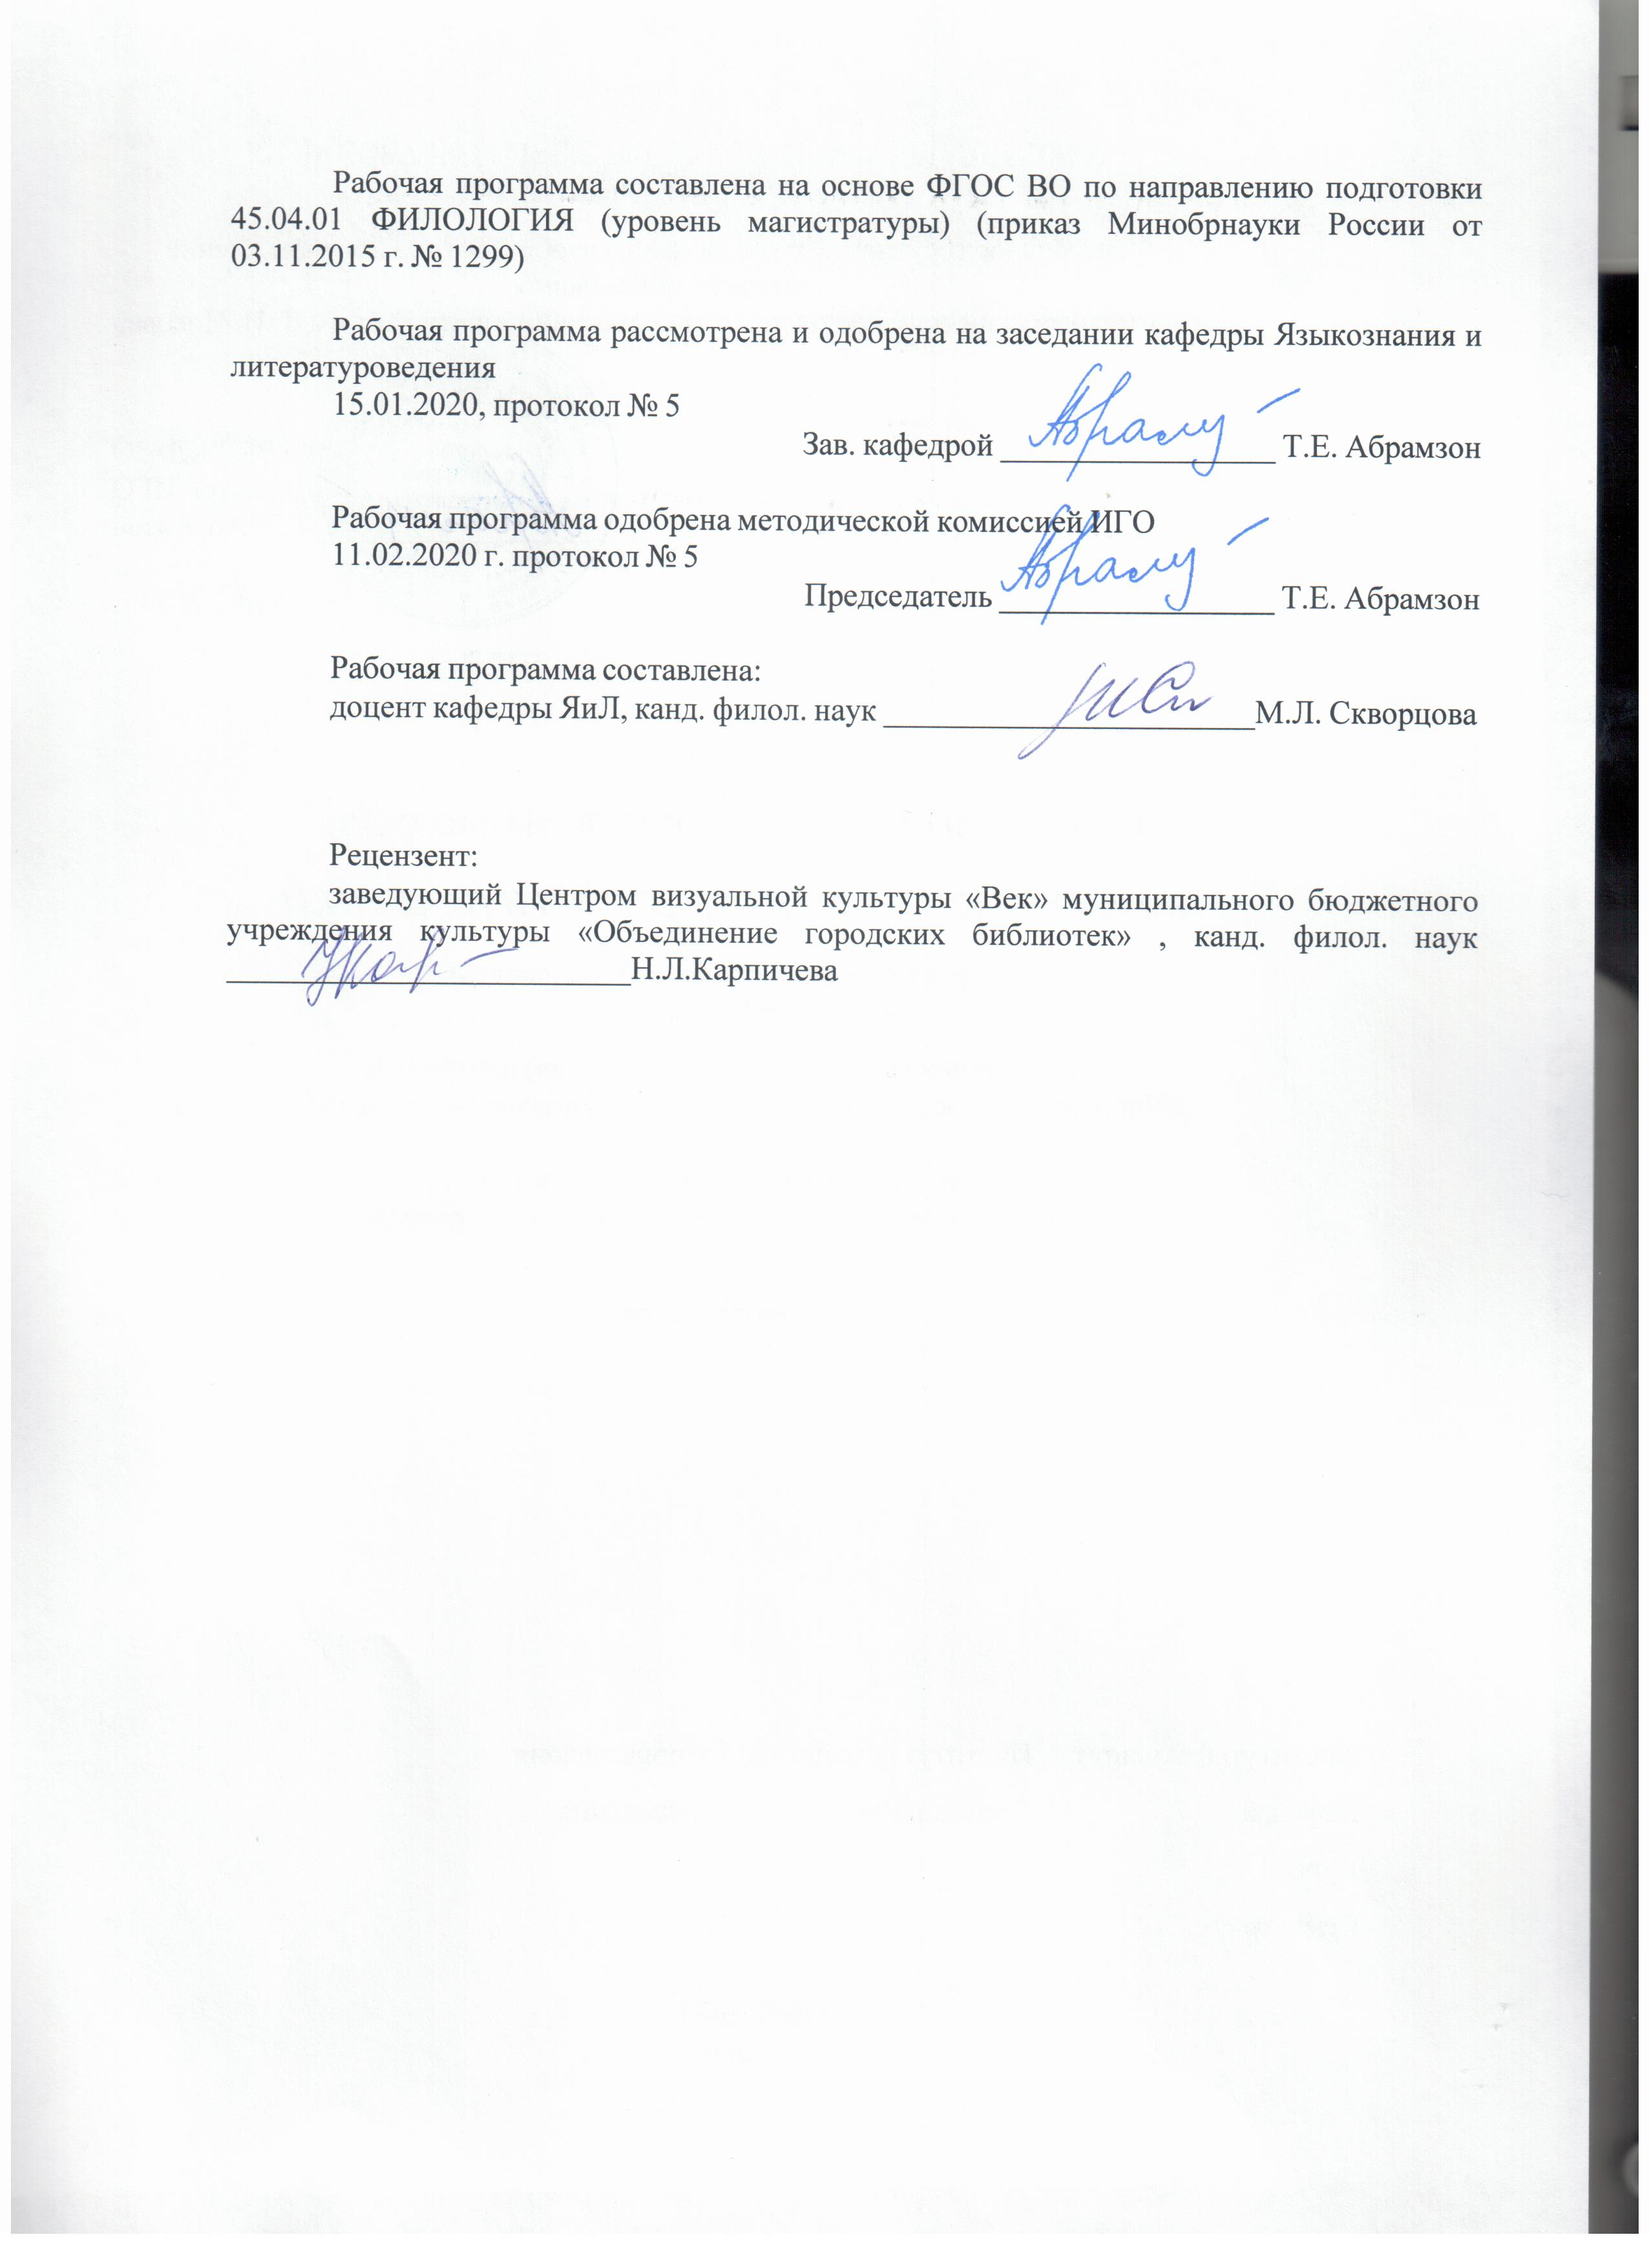 Рабочая программа составлена на основе ФГОС ВО по направлению подготовки
45.04.01 ФИЛОЛОГИЯ (уровень магистратуры) (приказ Минобрнауки России от
03.11.2015 г. № 1299)
Рабочая программа рассмотрена и одобрена на заседании кафедры Языкознания и
литературоведения
15.01.2020, протокол № 5
Зав. кафедрой ________________ Т.Е. Абрамзон
Рабочая программа одобрена методической комиссией ИГО
11.02.2020 г. протокол № 5
Председатель ________________ Т.Е. Абрамзон
Рабочая программа составлена:
доцент кафедры ЯиЛ, канд. филол. наук ______________________М.Л. Скворцова
Рецензент:
заведующий Центром визуальной культуры «Век» муниципального бюджетного
учреждения культуры «Объединение городских библиотек» , канд. филол. наук
________________________Н.Л.Карпичева